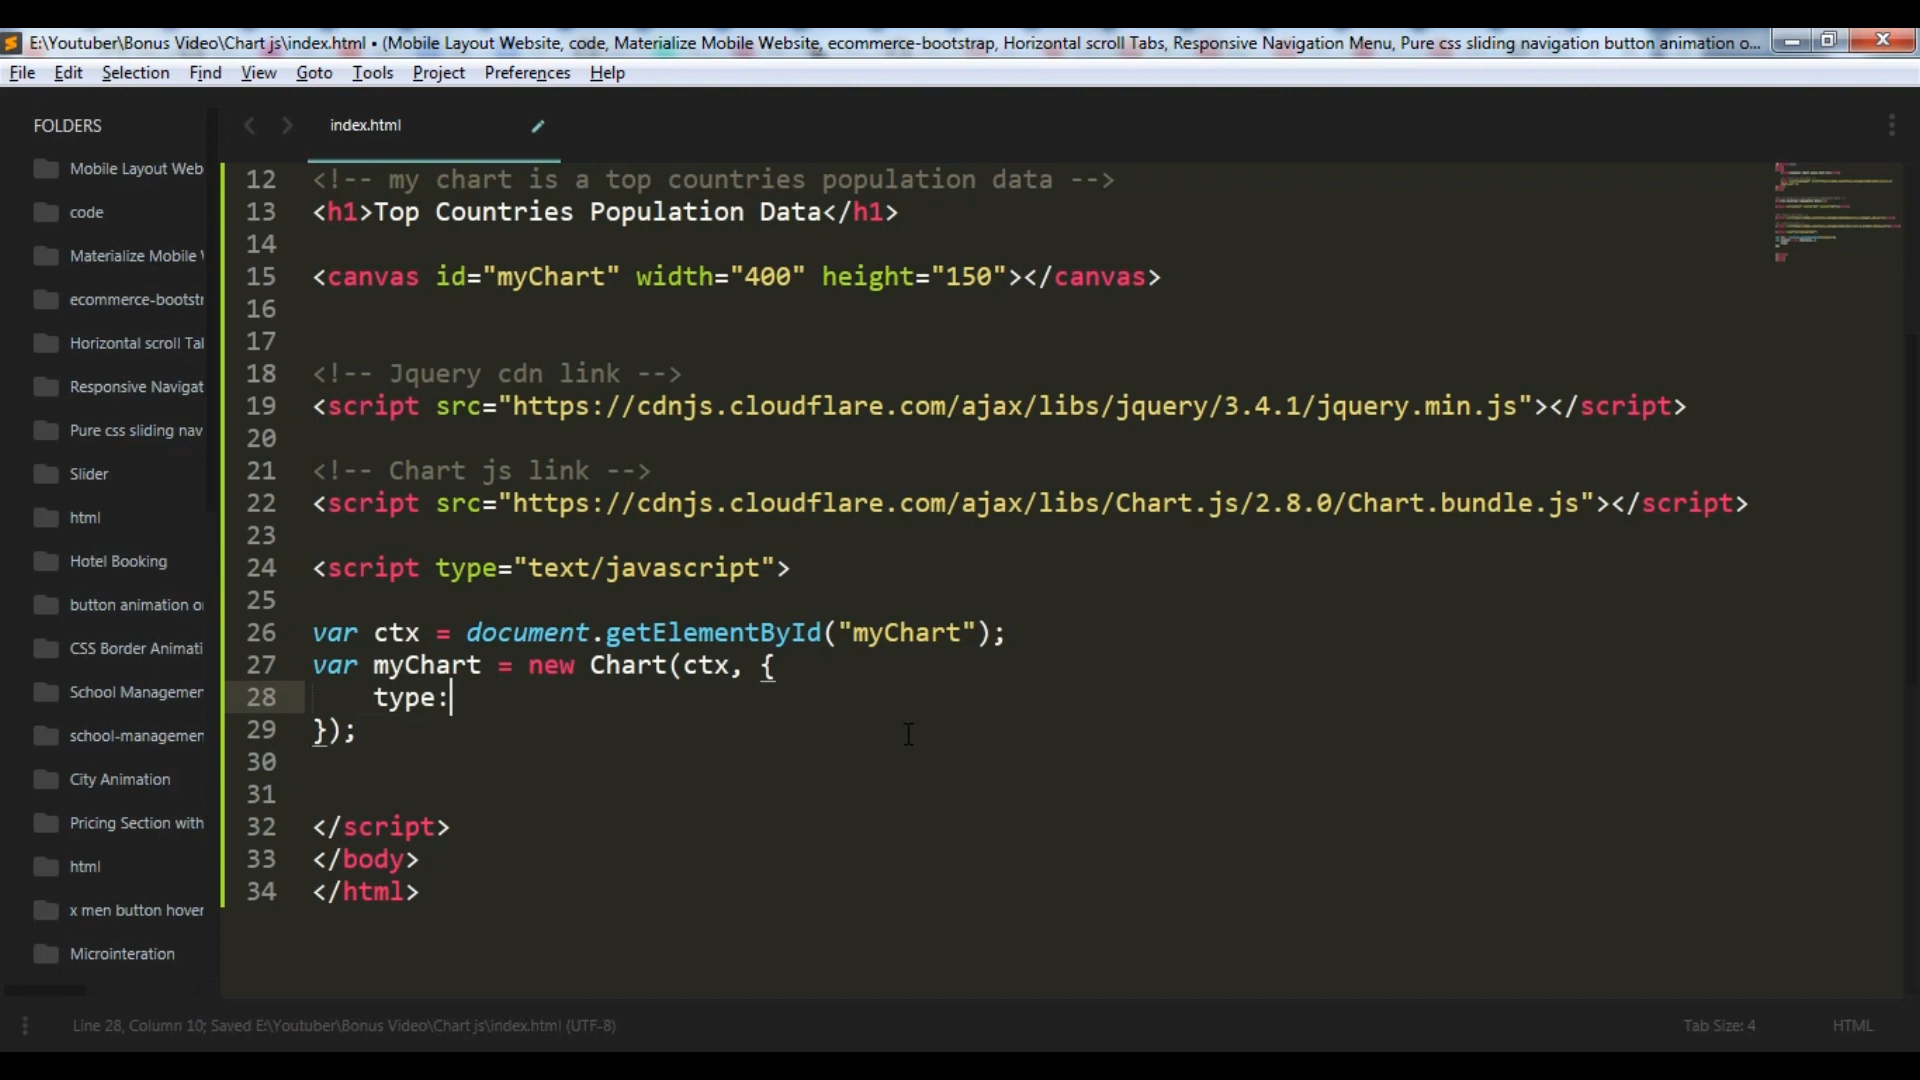 E:\Youtuber\Bonus Video\Chart js\index.html • (Mobile Layout Website, code, Materialize Mobile Website, ecommerce-bootstrap, Horizontal scroll Tabs, Responsive Navigation Menu, Pure css sliding navigation button animation o...
File Edit Selection Find View Goto Tools Project Preferences Help
FOLDERS
Mobile Layout Web
code
Materialize Mobile
ecommerce-bootstr
Horizontal scroll Tal
Responsive Navigat
Pure css sliding nav
Slider
html
Hotel Booking
button animation o
CSS Border Animati
School Managemer
school-managemen
City Animation
Pricing Section with
html
x men button hover
Microinteration
index.html
12 <!-- my chart is a top countries population data -->
13 <h1>Top Countries Population Data</h1>
14
15 <canvas id="myChart" width="400" height="150"></canvas>
16
17
18 <!-- Jquery cdn link -->
19 <script src="https://cdnjs.cloudflare.com/ajax/libs/jquery/3.4.1/jquery.min.js"></script>
20
21 <!-- Chart js link -->
22 <script src="https://cdnjs.cloudflare.com/ajax/libs/Chart.js/2.8.0/Chart.bundle.js"></script>
23
24 <script type="text/javascript">
25
26 var ctx = document.getElementById("myChart");
27 var myChart = new Chart(ctx, {
28 type:
29 });
30
31
32 </script>
33 </body>
34 </html>
Line 28, Column 10; Saved E:\Youtuber\Bonus Video\Chart js\index.html (UTF-8)
Tab Size: 4
HTML